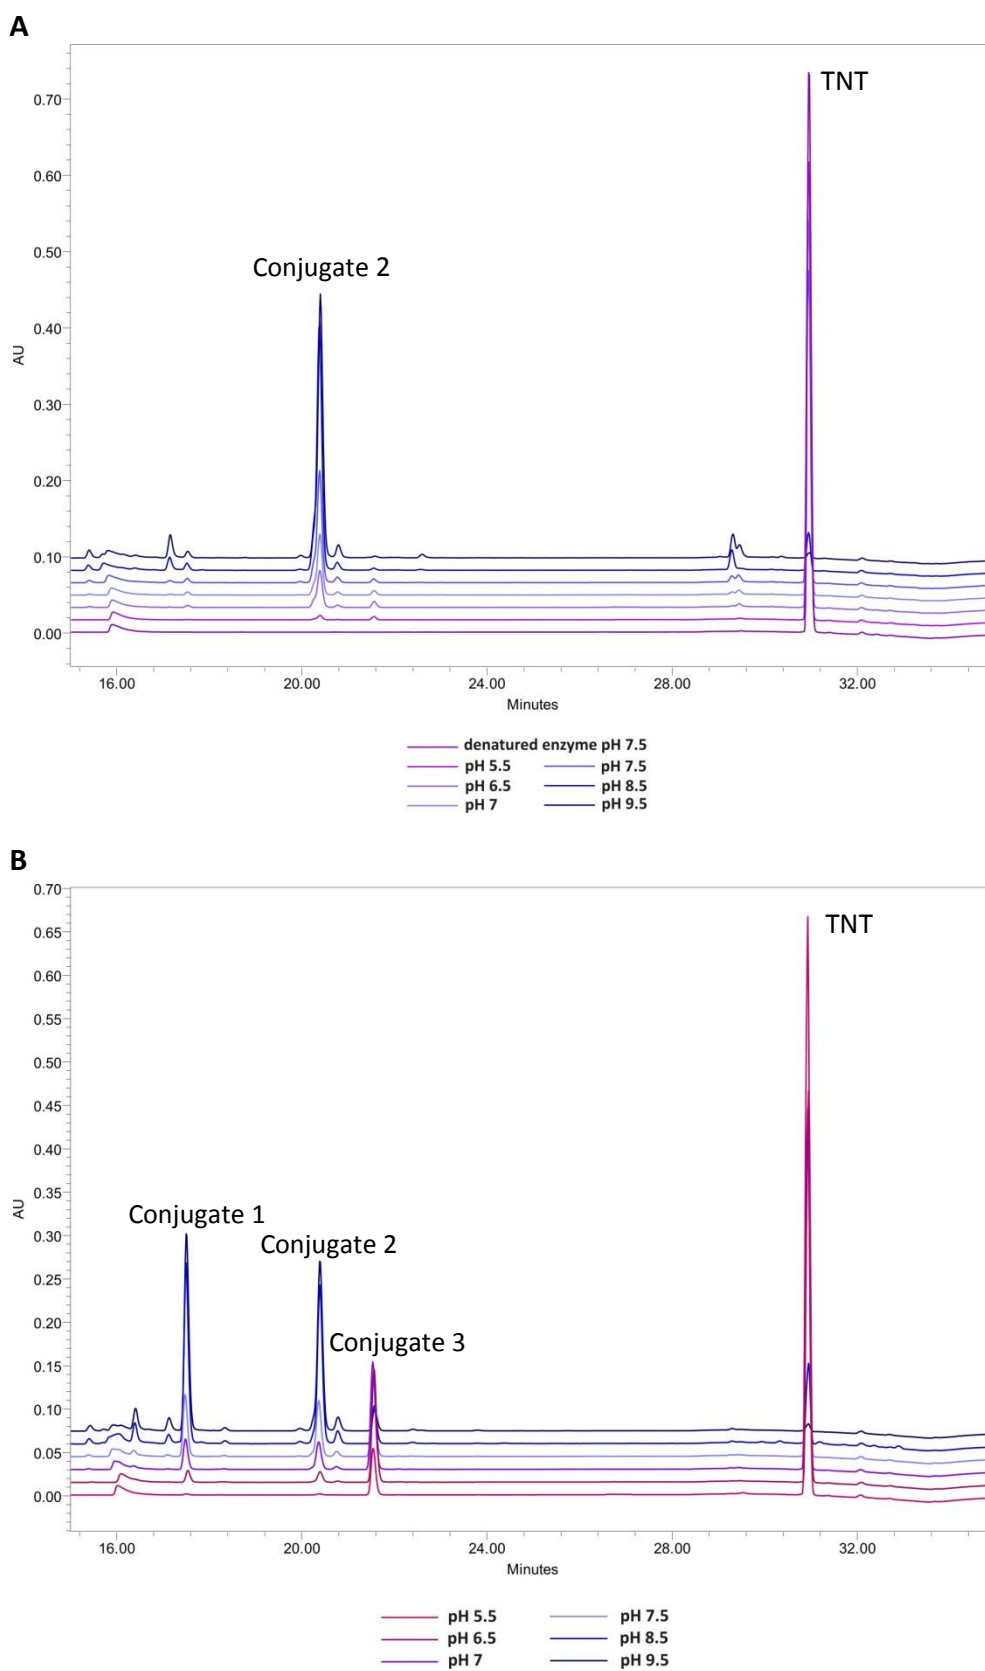 A
TNT
0.70
0.60
0.50
Conjugate 2
0.40
AU
0.30
0.20
0.10
0.00
16.00 20.00 24.00 28.00 32.00
Minutes
denatured enzyme pH 7.5
pH 5.5 pH 7.5
pH 6.5 pH 8.5
pH 7 pH 9.5
B
0.70
TNT
0.65
0.60
0.55
0.50
0.45
0.40
0.35
AU
Conjugate 1
0.30
Conjugate 2
0.25
0.20
Conjugate 3
0.15
0.10
0.05
0.00
16.00 20.00 24.00 28.00 32.00
Minutes
pH 5.5 pH 7.5
pH 6.5 pH 8.5
pH 7 pH 9.5